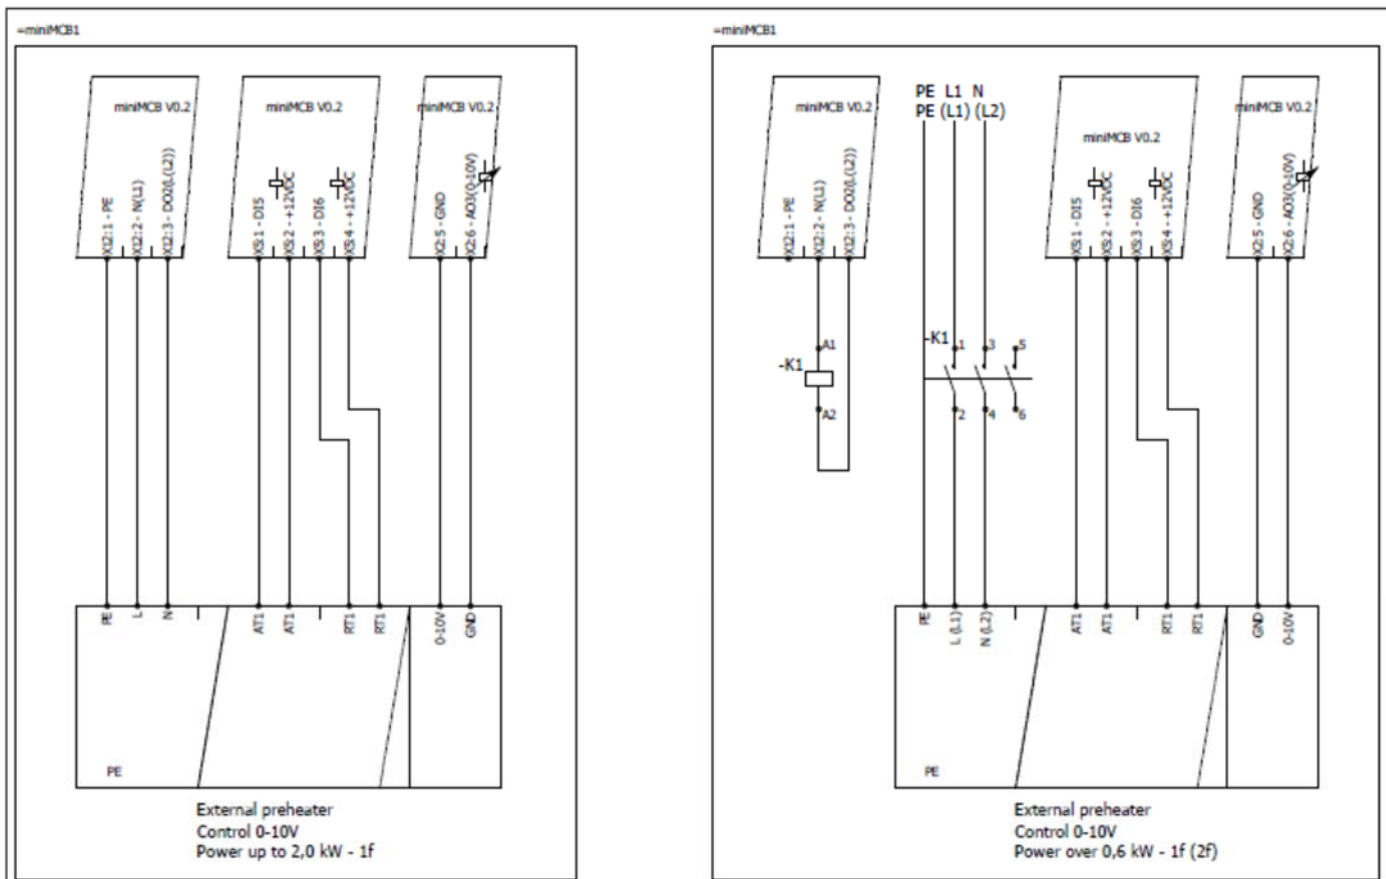 =miniMCB1
miniMCB V0.2
miniMCB V0.2
miniMCB V0.2
X12:1 - PE
X12:2 - N(L1)
X12:3 - DO2(L(L2))
X5:1 - DI5
X5:2 - +12VDC
X5:3 - DI6
X5:4 - +12VDC
X2:5 - GND
X2:6 - AO3(0-10V)
PE
L
N
AT1
AT1
RT1
RT1
0-10V
GND
PE
External preheater
Control 0-10V
Power up to 2,0 kW - 1f
=miniMCB1
miniMCB V0.2
PE L1 N
PE (L1) (L2)
miniMCB V0.2
miniMCB V0.2
X12:1 - PE
X12:2 - N(L1)
X12:3 - DO2(L(L2))
X5:1 - DI5
X5:2 - +12VDC
X5:3 - DI6
X5:4 - +12VDC
X2:5 - GND
X2:6 - AO3(0-10V)
-K1
A1
A2
-K1
1
3
5
2
4
6
PE
L (L1)
N (L2)
AT1
AT1
RT1
RT1
GND
0-10V
PE
External preheater
Control 0-10V
Power over 0,6 kW - 1f (2f)